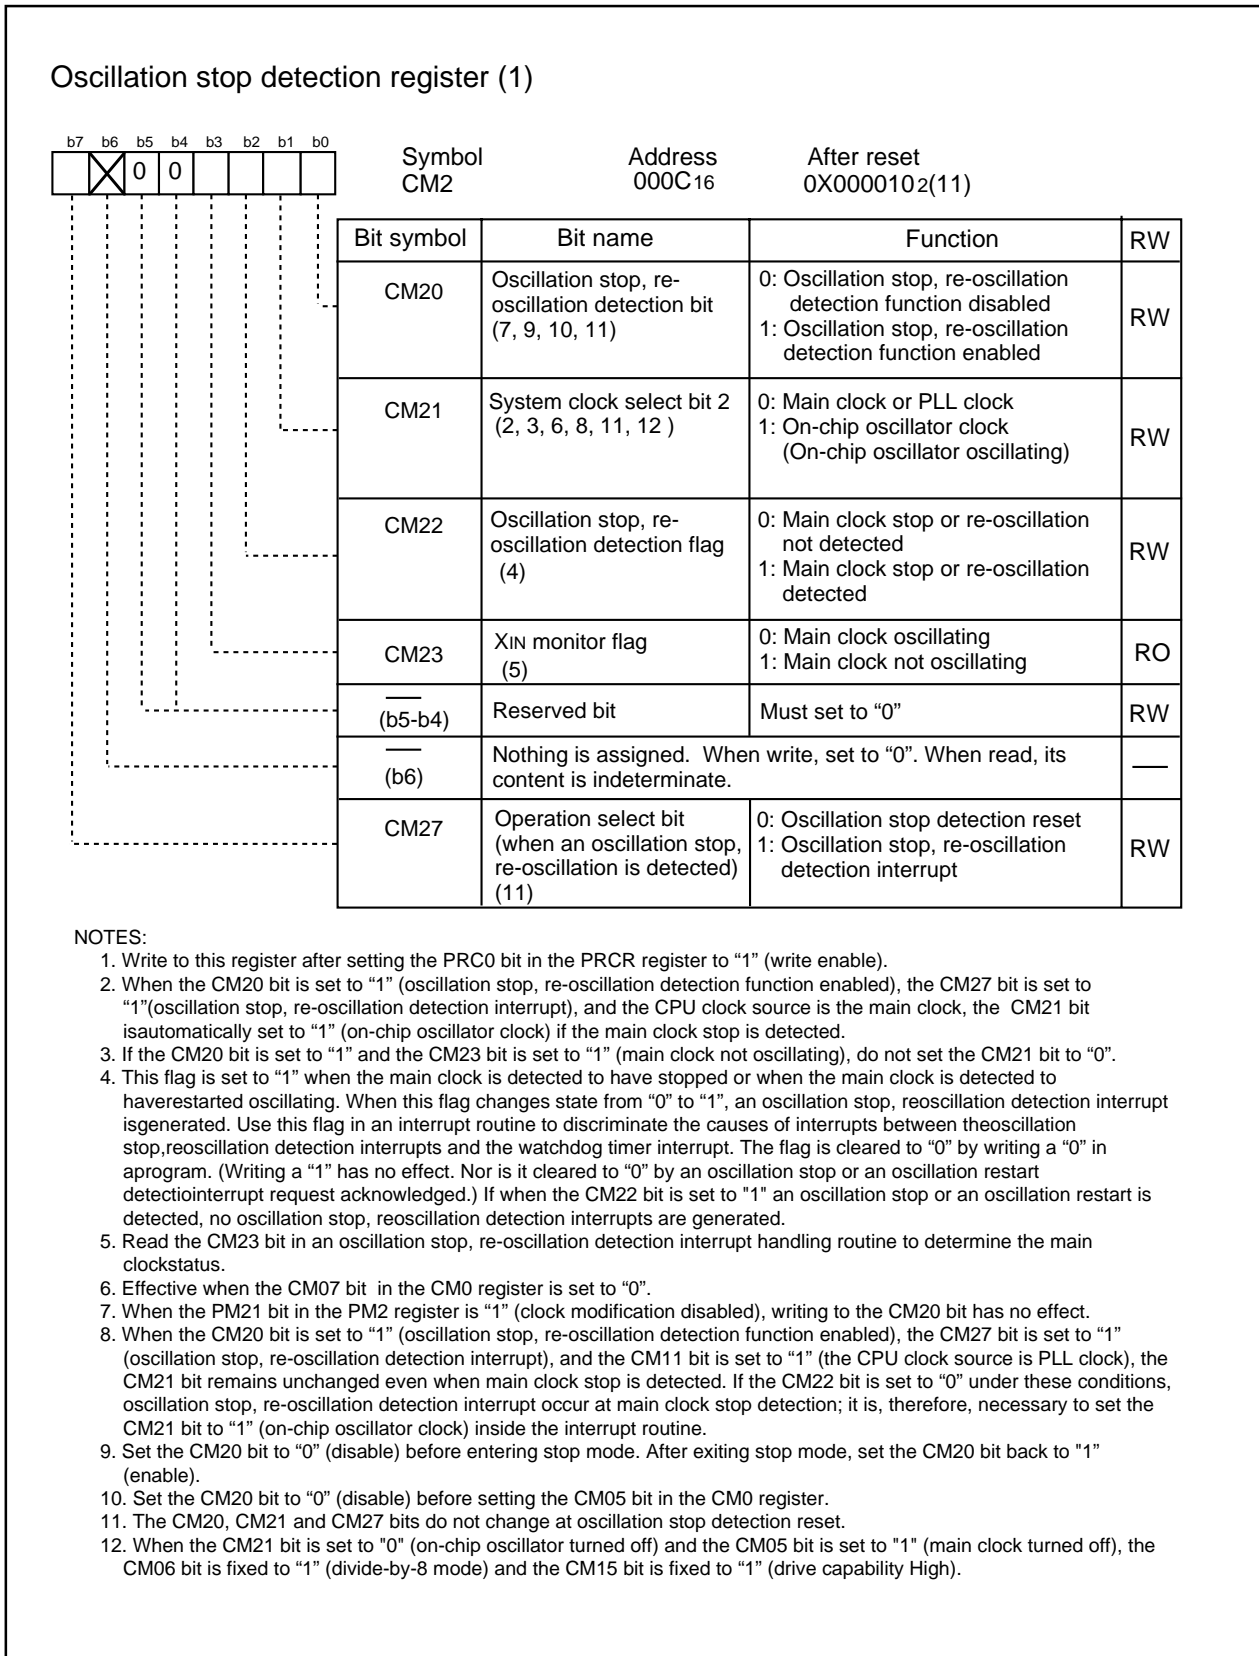 Oscillation stop detection register (1)
b7 b6 b5 b4 b3 b2 b1 b0
0 0
Symbol Address After reset
CM2 000C16 0X0000102(11)
Bit symbol Bit name Function RW
CM20 Oscillation stop, re- 0: Oscillation stop, re-oscillation
oscillation detection bit detection function disabled
(7, 9, 10, 11) 1: Oscillation stop, re-oscillation RW
detection function enabled
CM21 System clock select bit 2 0: Main clock or PLL clock
(2, 3, 6, 8, 11, 12 ) 1: On-chip oscillator clock RW
(On-chip oscillator oscillating)
CM22 Oscillation stop, re- 0: Main clock stop or re-oscillation
oscillation detection flag not detected RW
(4) 1: Main clock stop or re-oscillation
detected
CM23 XIN monitor flag 0: Main clock oscillating RO
(5) 1: Main clock not oscillating
(b5-b4) Reserved bit Must set to “0” RW
Nothing is assigned. When write, set to “0”. When read, its
(b6) content is indeterminate.
CM27 Operation select bit 0: Oscillation stop detection reset
(when an oscillation stop, 1: Oscillation stop, re-oscillation RW
re-oscillation is detected) detection interrupt
(11)
NOTES:
1. Write to this register after setting the PRC0 bit in the PRCR register to “1” (write enable).
2. When the CM20 bit is set to “1” (oscillation stop, re-oscillation detection function enabled), the CM27 bit is set to
“1”(oscillation stop, re-oscillation detection interrupt), and the CPU clock source is the main clock, the CM21 bit
isautomatically set to “1” (on-chip oscillator clock) if the main clock stop is detected.
3. If the CM20 bit is set to “1” and the CM23 bit is set to “1” (main clock not oscillating), do not set the CM21 bit to “0”.
4. This flag is set to “1” when the main clock is detected to have stopped or when the main clock is detected to
haverestarted oscillating. When this flag changes state from “0” to “1”, an oscillation stop, reoscillation detection interrupt
isgenerated. Use this flag in an interrupt routine to discriminate the causes of interrupts between theoscillation
stop,reoscillation detection interrupts and the watchdog timer interrupt. The flag is cleared to “0” by writing a “0” in
aprogram. (Writing a “1” has no effect. Nor is it cleared to “0” by an oscillation stop or an oscillation restart
detectiointerrupt request acknowledged.) If when the CM22 bit is set to "1" an oscillation stop or an oscillation restart is
detected, no oscillation stop, reoscillation detection interrupts are generated.
5. Read the CM23 bit in an oscillation stop, re-oscillation detection interrupt handling routine to determine the main
clockstatus.
6. Effective when the CM07 bit in the CM0 register is set to “0”.
7. When the PM21 bit in the PM2 register is “1” (clock modification disabled), writing to the CM20 bit has no effect.
8. When the CM20 bit is set to “1” (oscillation stop, re-oscillation detection function enabled), the CM27 bit is set to “1”
(oscillation stop, re-oscillation detection interrupt), and the CM11 bit is set to “1” (the CPU clock source is PLL clock), the
CM21 bit remains unchanged even when main clock stop is detected. If the CM22 bit is set to “0” under these conditions,
oscillation stop, re-oscillation detection interrupt occur at main clock stop detection; it is, therefore, necessary to set the
CM21 bit to “1” (on-chip oscillator clock) inside the interrupt routine.
9. Set the CM20 bit to “0” (disable) before entering stop mode. After exiting stop mode, set the CM20 bit back to "1"
(enable).
10. Set the CM20 bit to “0” (disable) before setting the CM05 bit in the CM0 register.
11. The CM20, CM21 and CM27 bits do not change at oscillation stop detection reset.
12. When the CM21 bit is set to "0" (on-chip oscillator turned off) and the CM05 bit is set to "1" (main clock turned off), the
CM06 bit is fixed to “1” (divide-by-8 mode) and the CM15 bit is fixed to “1” (drive capability High).